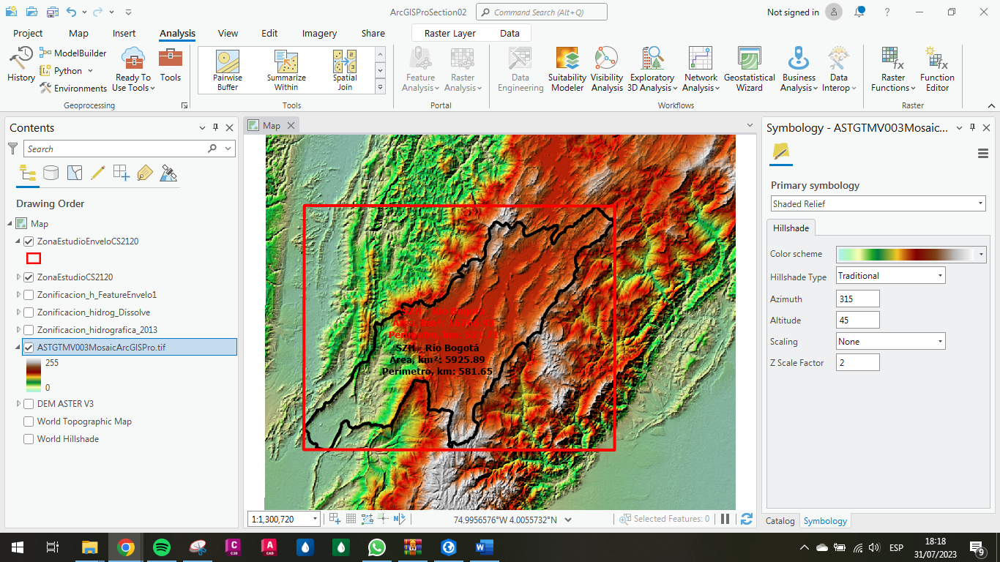 ArcGISProSection02
Command Search (Alt+Q)
Not signed in
?
Project
Map
Insert
Analysis
View
Edit
Imagery
Share
Raster Layer
Data
History
ModelBuilder
Python
Environments
Ready To
Use Tools
Tools
Geoprocessing
Pairwise
Buffer
Summarize
Within
Spatial
Join
Tools
Feature
Analysis
Raster
Analysis
Portal
Data
Engineering
Suitability
Modeler
Visibility
Analysis
Exploratory
3D Analysis
Network
Analysis
Geostatistical
Wizard
Business
Analysis
Data
Interop
Workflows
Raster
Functions
Function
Editor
Raster
Contents
Search
Drawing Order
Map
ZonaEstudioEnveloCS2120
ZonaEstudioCS2120
Zonificacion_h_FeatureEnvelo1
Zonificacion_hidrog_Dissolve
Zonificacion_hidrografica_2013
ASTGTMV003MosaicArcGISPro.tif
255
0
DEM ASTER V3
World Topographic Map
World Hillshade
Map
SZH - Río Bogotá
Área, km²: 5925.89
Perímetro, km: 581.65
1:1,300,720
74.9956576°W 4.0055732°N
Selected Features: 0
Symbology - ASTGTMV003Mosaic...
Primary symbology
Shaded Relief
Hillshade
Color scheme
Hillshade Type
Traditional
Azimuth
315
Altitude
45
Scaling
None
Z Scale Factor
2
Catalog
Symbology
C
C3D
A
CAD
W
ESP
18:18
31/07/2023
9